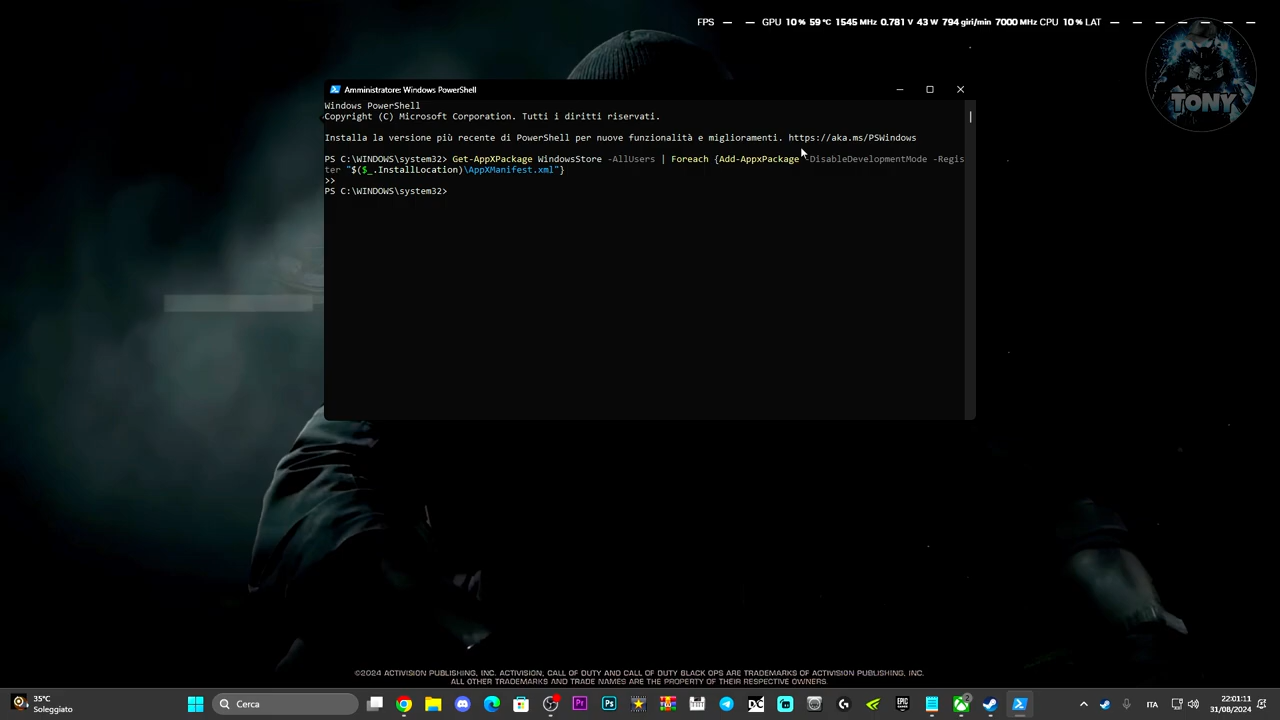 FPS — — GPU 10 % 59 °C 1545 MHz 0.781 V 43 W 794 giri/min 7000 MHz CPU 10 % LAT — — — — — — —
TONY
Amministratore: Windows PowerShell
Windows PowerShell
Copyright (C) Microsoft Corporation. Tutti i diritti riservati.
Installa la versione più recente di PowerShell per nuove funzionalità e miglioramenti. https://aka.ms/PSWindows
PS C:\WINDOWS\system32> Get-AppXPackage WindowsStore -AllUsers | Foreach {Add-AppxPackage -DisableDevelopmentMode -Regis
ter "$($_.InstallLocation)\AppXManifest.xml"}
>>
PS C:\WINDOWS\system32>
©2024 ACTIVISION PUBLISHING, INC. ACTIVISION, CALL OF DUTY AND CALL OF DUTY BLACK OPS ARE TRADEMARKS OF ACTIVISION PUBLISHING, INC.
ALL OTHER TRADEMARKS AND TRADE NAMES ARE THE PROPERTY OF THEIR RESPECTIVE OWNERS.
35°C
Soleggiato
Cerca
Pr
Ps
EPIC
GAMES
2
ITA
22:01:11
31/08/2024